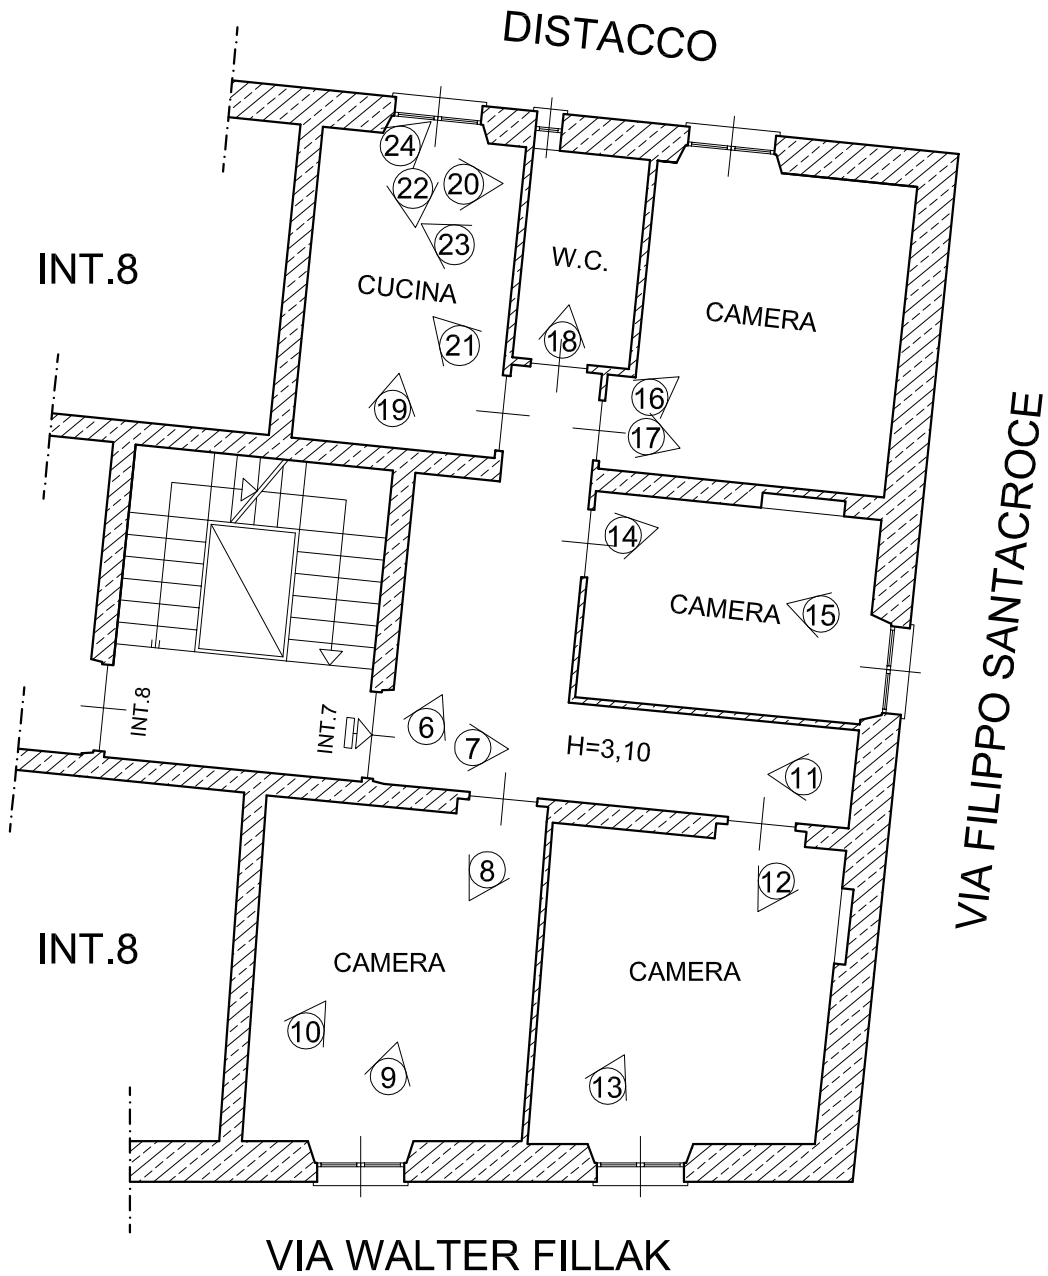 DISTACCO
24
22
20
23
INT.8
W.C.
CUCINA
CAMERA
18
21
16
19
17
VIA FILIPPO SANTACROCE
14
CAMERA
15
INT.8
INT.7
6
7
H=3,10
11
8
12
INT.8
CAMERA
CAMERA
10
9
13
VIA WALTER FILLAK